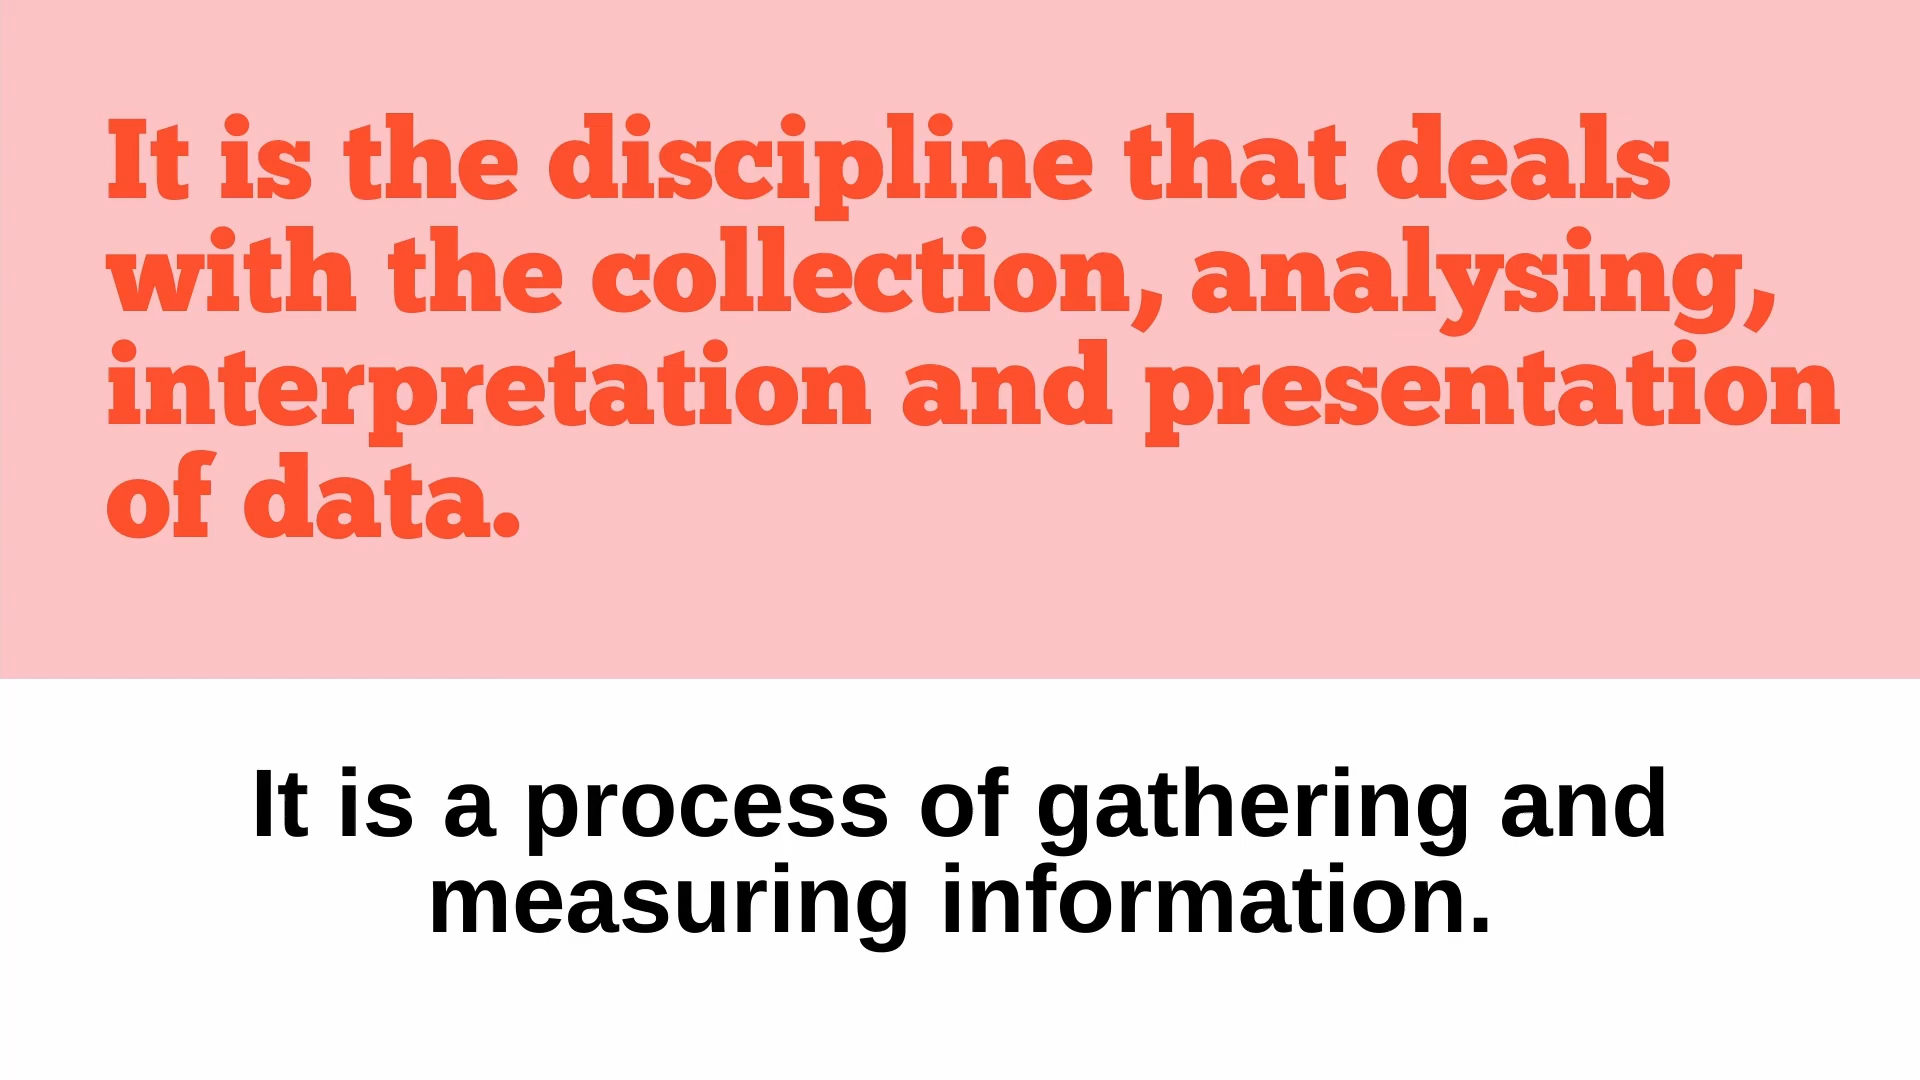 It is the discipline that deals
with the collection, analysing,
interpretation and presentation
of data.
It is a process of gathering and
measuring information.